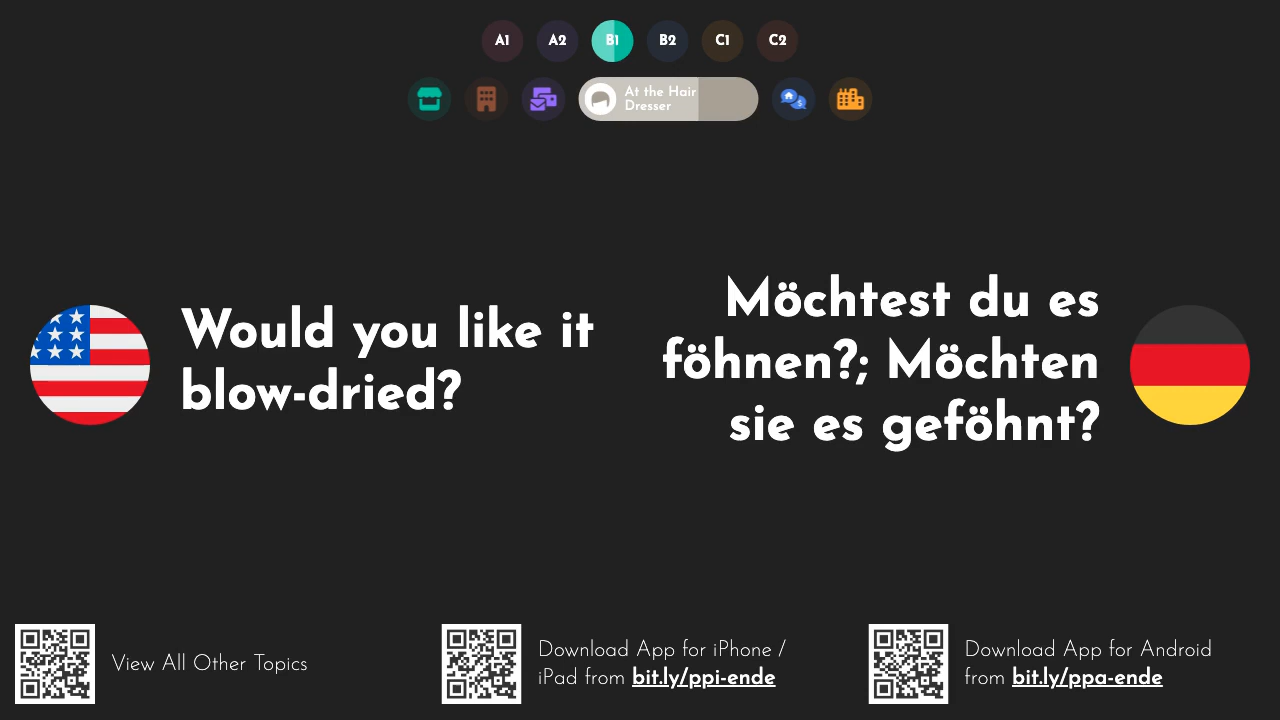 A1 A2 B1 B2 C1 C2
At the Hair
Dresser
Would you like it
blow-dried?
Möchtest du es
föhnen?; Möchten
sie es geföhnt?
View All Other Topics
Download App for iPhone /
iPad from bit.ly/ppi-ende
Download App for Android
from bit.ly/ppa-ende